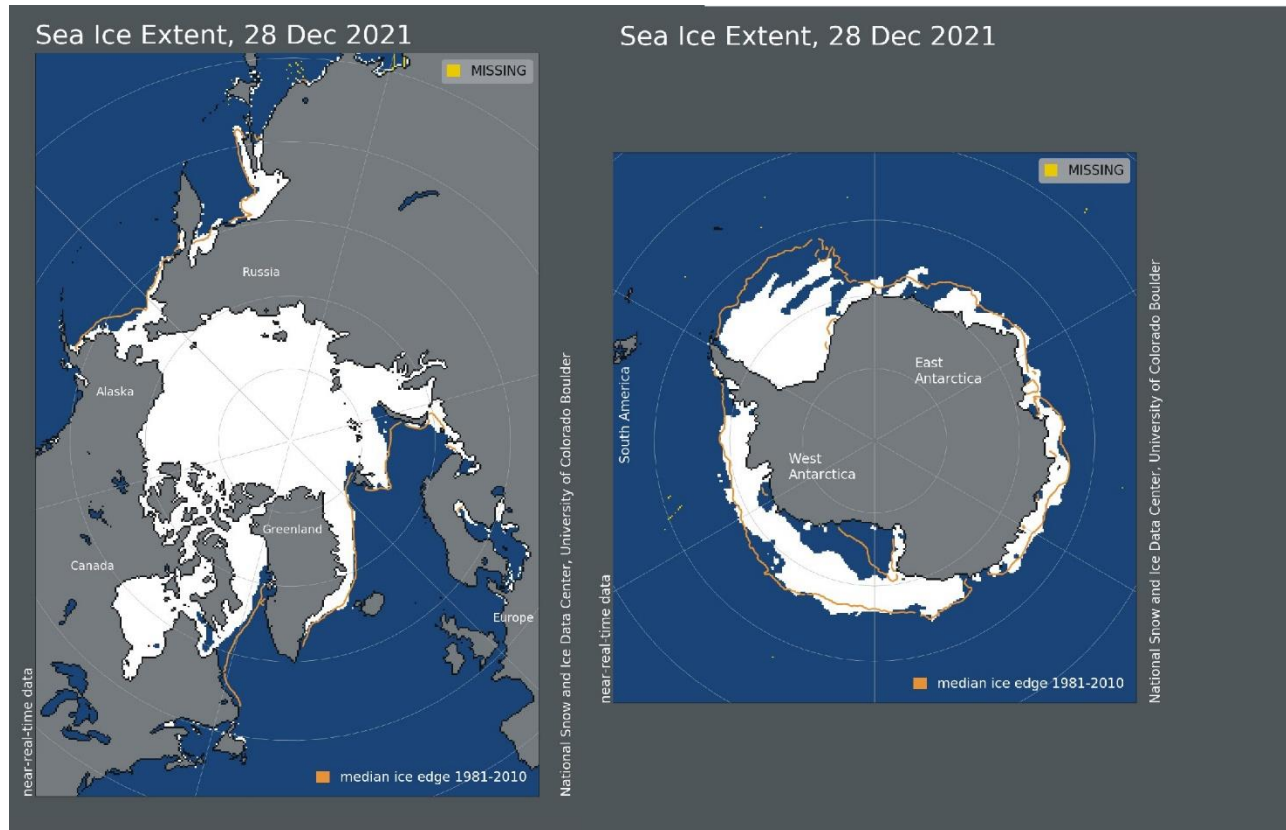 Sea Ice Extent, 28 Dec 2021
MISSING
Russia
Alaska
Greenland
Canada
Europe
near-real-time data
median ice edge 1981-2010
National Snow and Ice Data Center, University of Colorado Boulder
Sea Ice Extent, 28 Dec 2021
MISSING
South America
East
Antarctica
West
Antarctica
near-real-time data
median ice edge 1981-2010
National Snow and Ice Data Center, University of Colorado Boulder